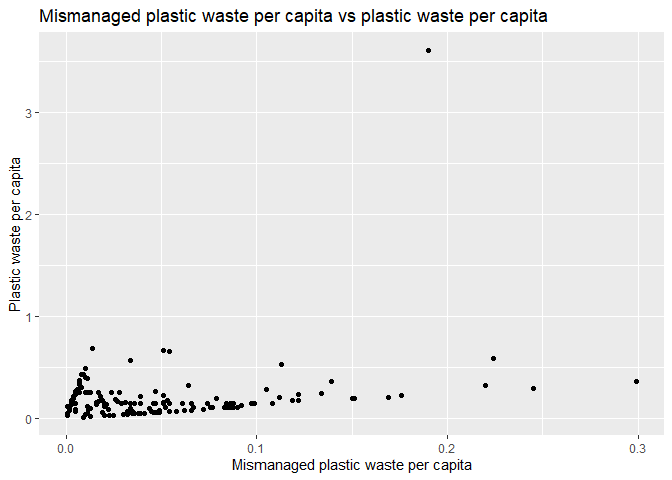 Mismanaged plastic waste per capita vs plastic waste per capita
3
2
1
0
Plastic waste per capita
0.0 0.1 0.2 0.3
Mismanaged plastic waste per capita